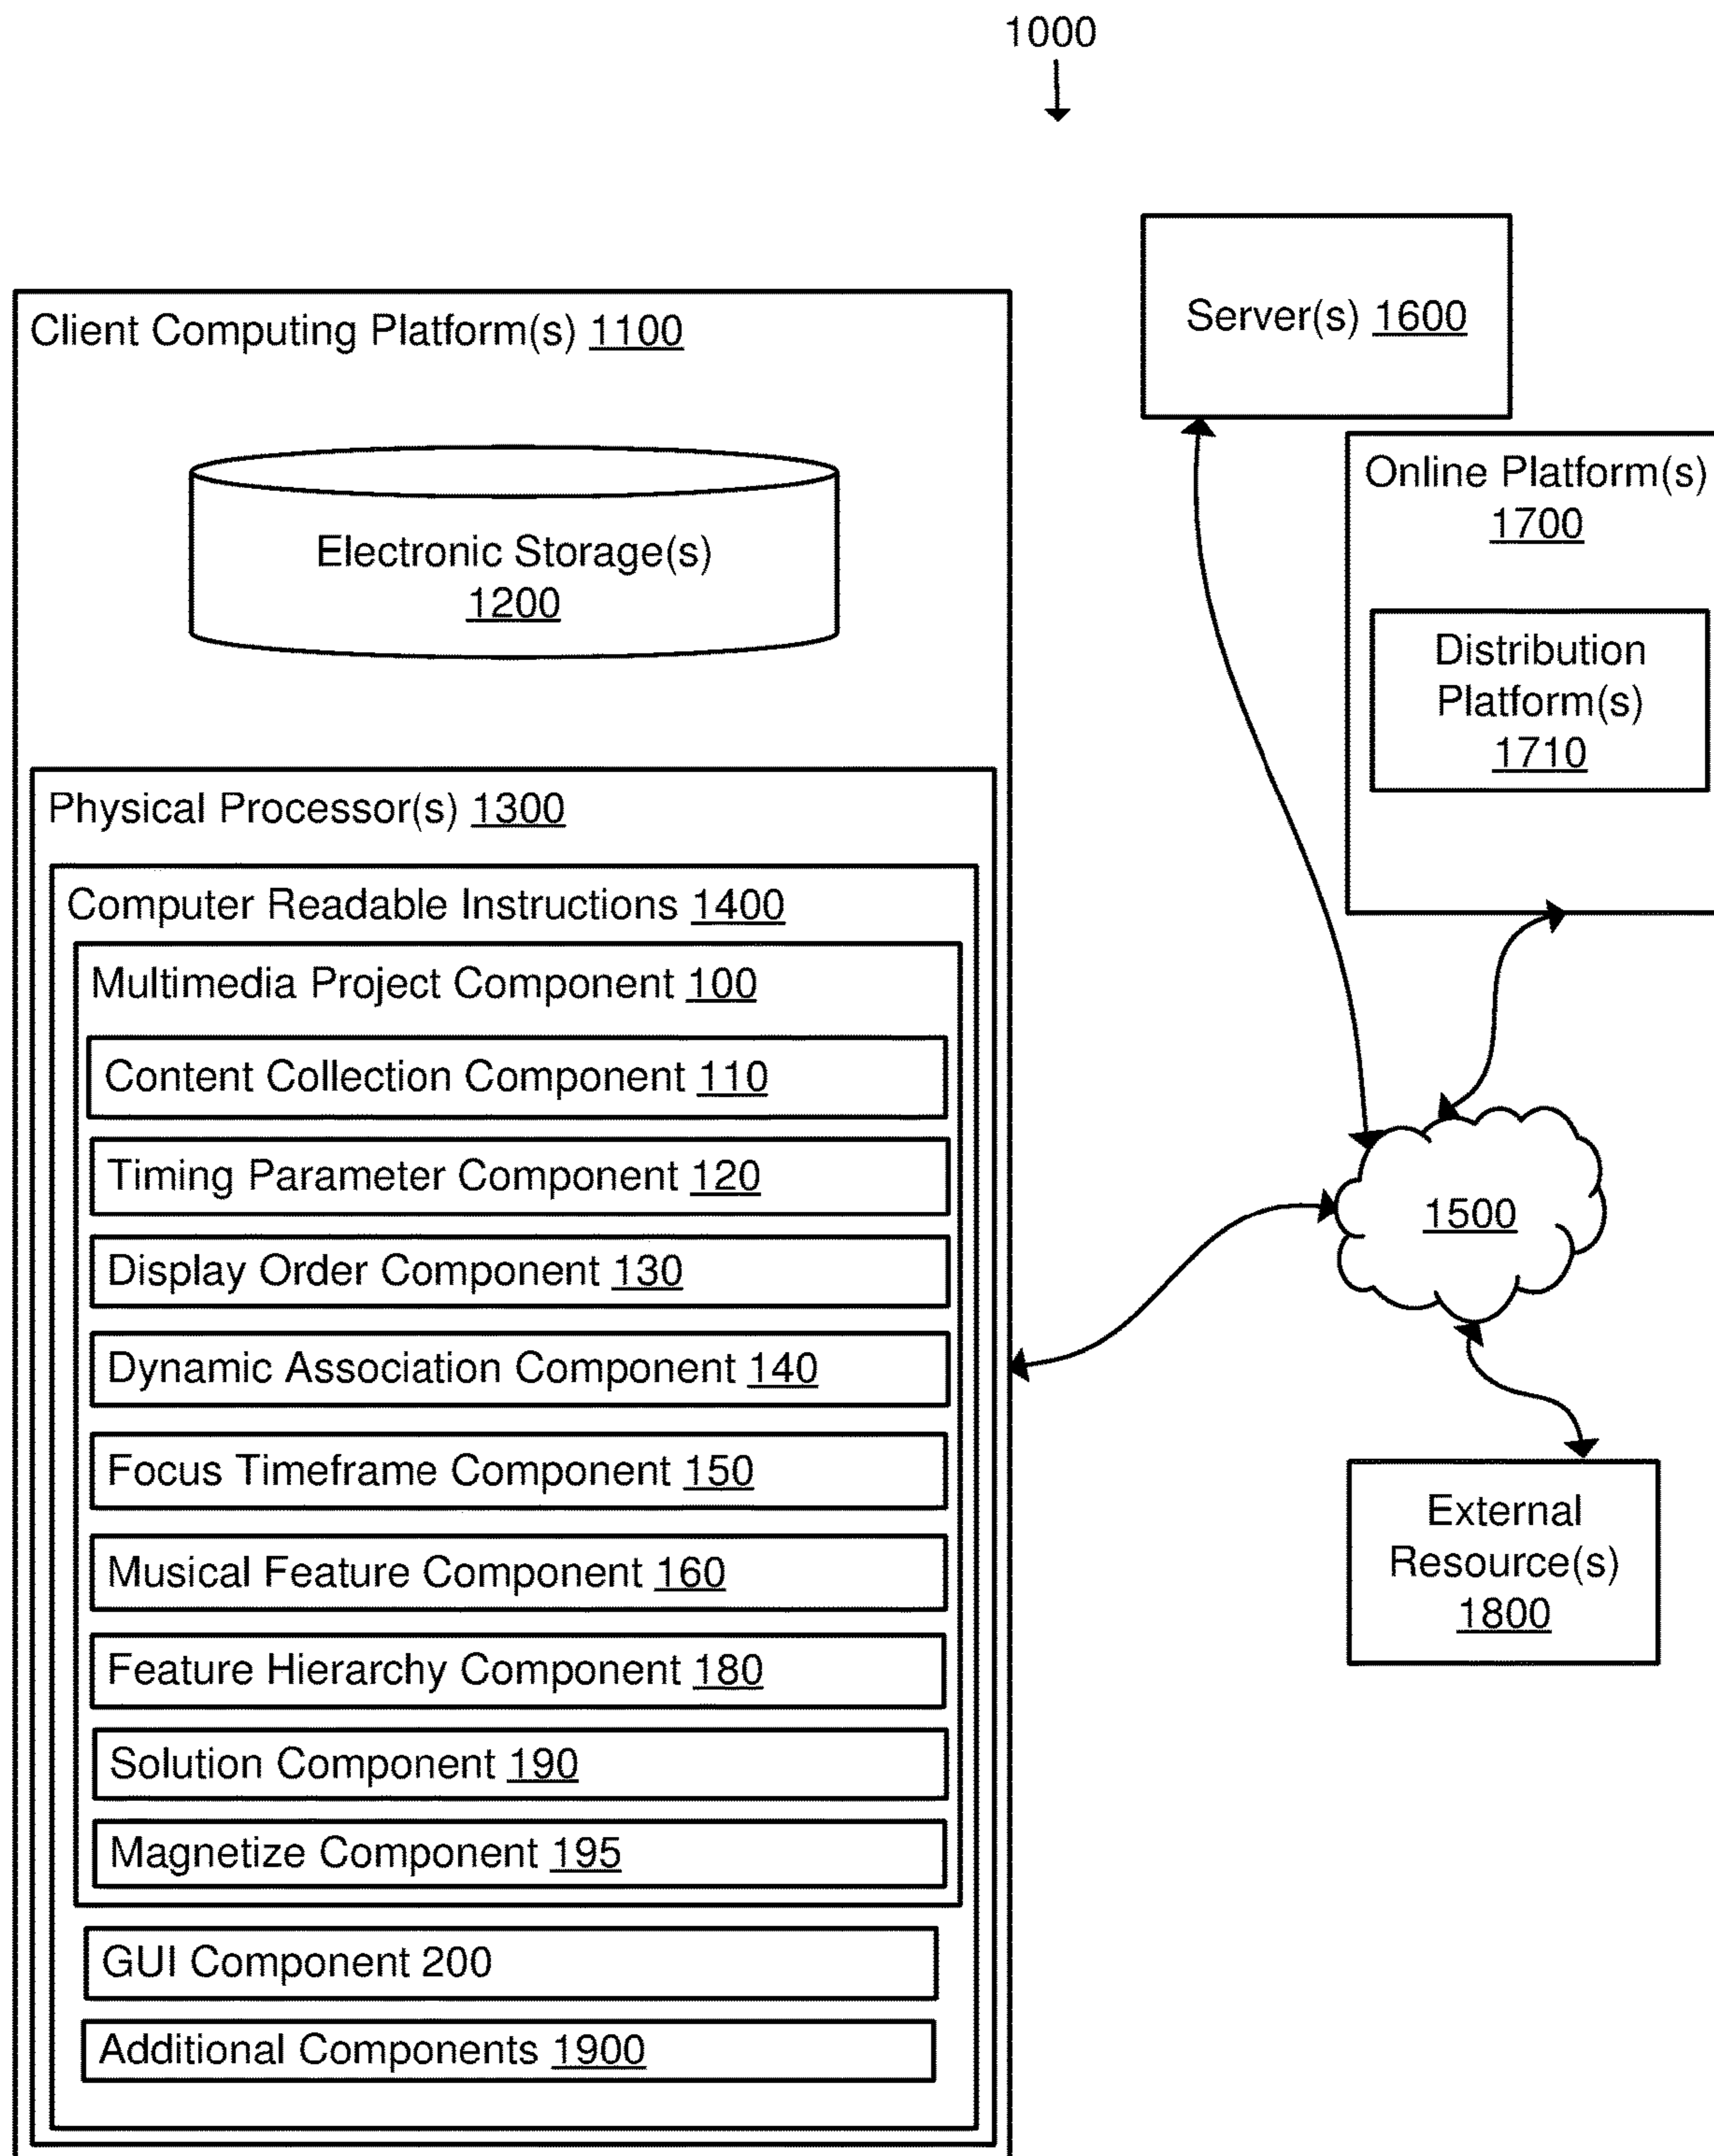 1000
Client Computing Platform(s) 1100
Electronic Storage(s)
1200
Physical Processor(s) 1300
Computer Readable Instructions 1400
Multimedia Project Component 100
Content Collection Component 110
Timing Parameter Component 120
Display Order Component 130
Dynamic Association Component 140
Focus Timeframe Component 150
Musical Feature Component 160
Feature Hierarchy Component 180
Solution Component 190
Magnetize Component 195
GUI Component 200
Additional Components 1900
Server(s) 1600
Online Platform(s)
1700
Distribution
Platform(s)
1710
1500
External
Resource(s)
1800